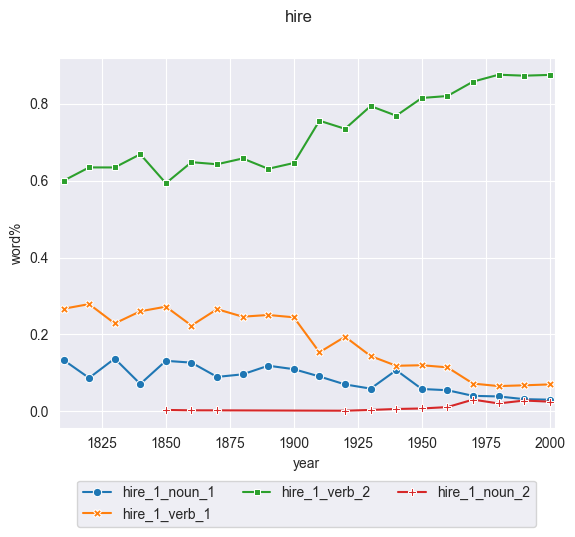 hire
word%
0.8
0.6
0.4
0.2
0.0
1825 1850 1875 1900 1925 1950 1975 2000
year
hire_1_noun_1 hire_1_verb_2 hire_1_noun_2
hire_1_verb_1